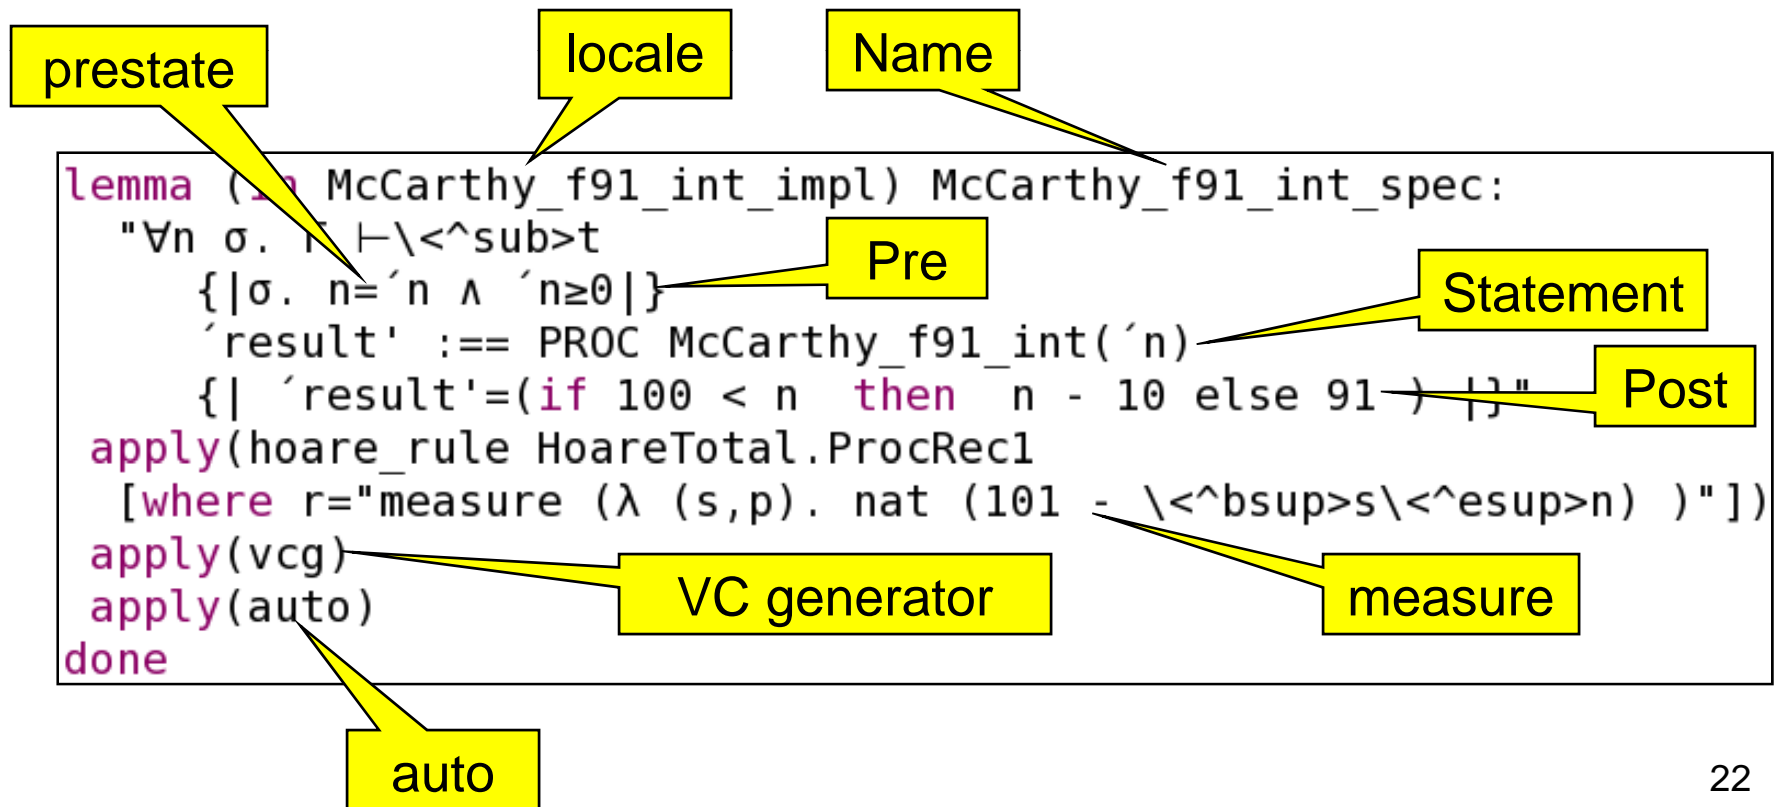 prestate
locale
Name
lemma (in McCarthy_f91_int_impl) McCarthy_f91_int_spec:
"∀n σ. Γ ⊢\<^sub>t
Pre
{|σ. n=´n ∧ ´n≥0|}
Statement
´result' :== PROC McCarthy_f91_int(´n)
{| ´result'=(if 100 < n  then  n - 10 else 91 ) |}"
Post
apply(hoare_rule HoareTotal.ProcRec1
[where r="measure (λ (s,p). nat (101 - \<^bsup>s\<^esup>n) )"])
apply(vcg)
VC generator
measure
apply(auto)
done
auto
22